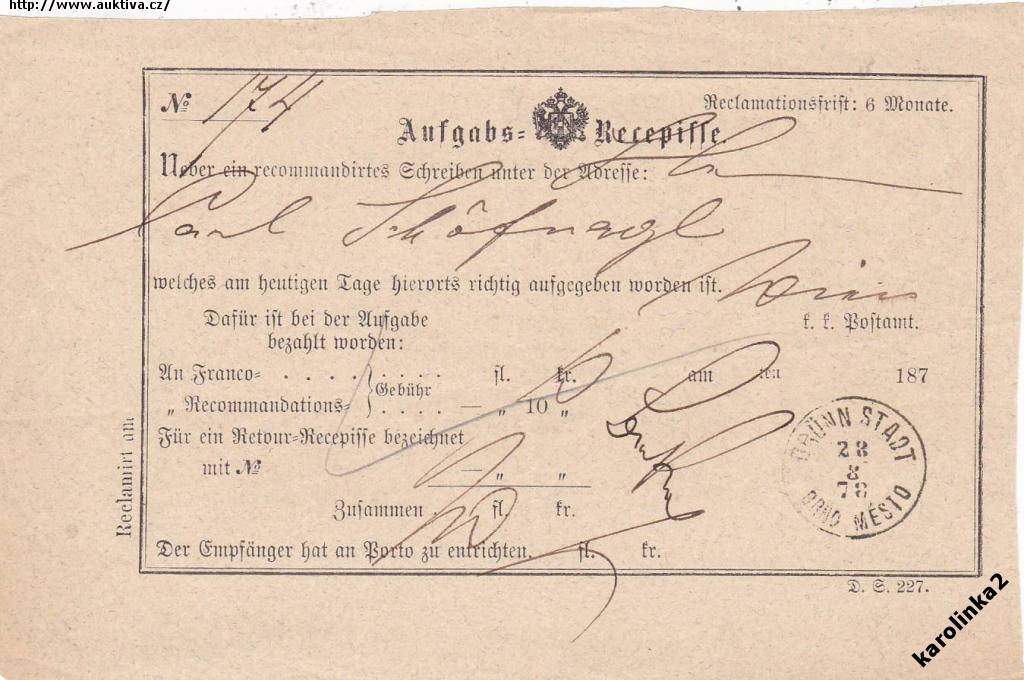 http://www.auktiva.cz/
№ 174
Reclamationsfrist: 6 Monate.
Aufgabs=Recepisse.
Ueber ein recommandirtes Schreiben unter der Adresse:
Carl Schöfnagl
welches am heutigen Tage hierorts richtig aufgegeben worden ist. Wien
Dafür ist bei der Aufgabe
bezahlt worden:
k. k. Postamt.
An Franco= . . . . } . . . . fl. kr.
Gebühr
am ten 187
„ Recommandations= } . . . . — „ 10 „
Für ein Retour=Recepisse bezeichnet
mit № — „ „
Zusammen fl. kr.
Der Empfänger hat an Porto zu entrichten. fl. kr.
Reclamirt am
BRÜNN STADT
28
8
78
BRNO MĚSTO
D. S. 227.
karolinka2